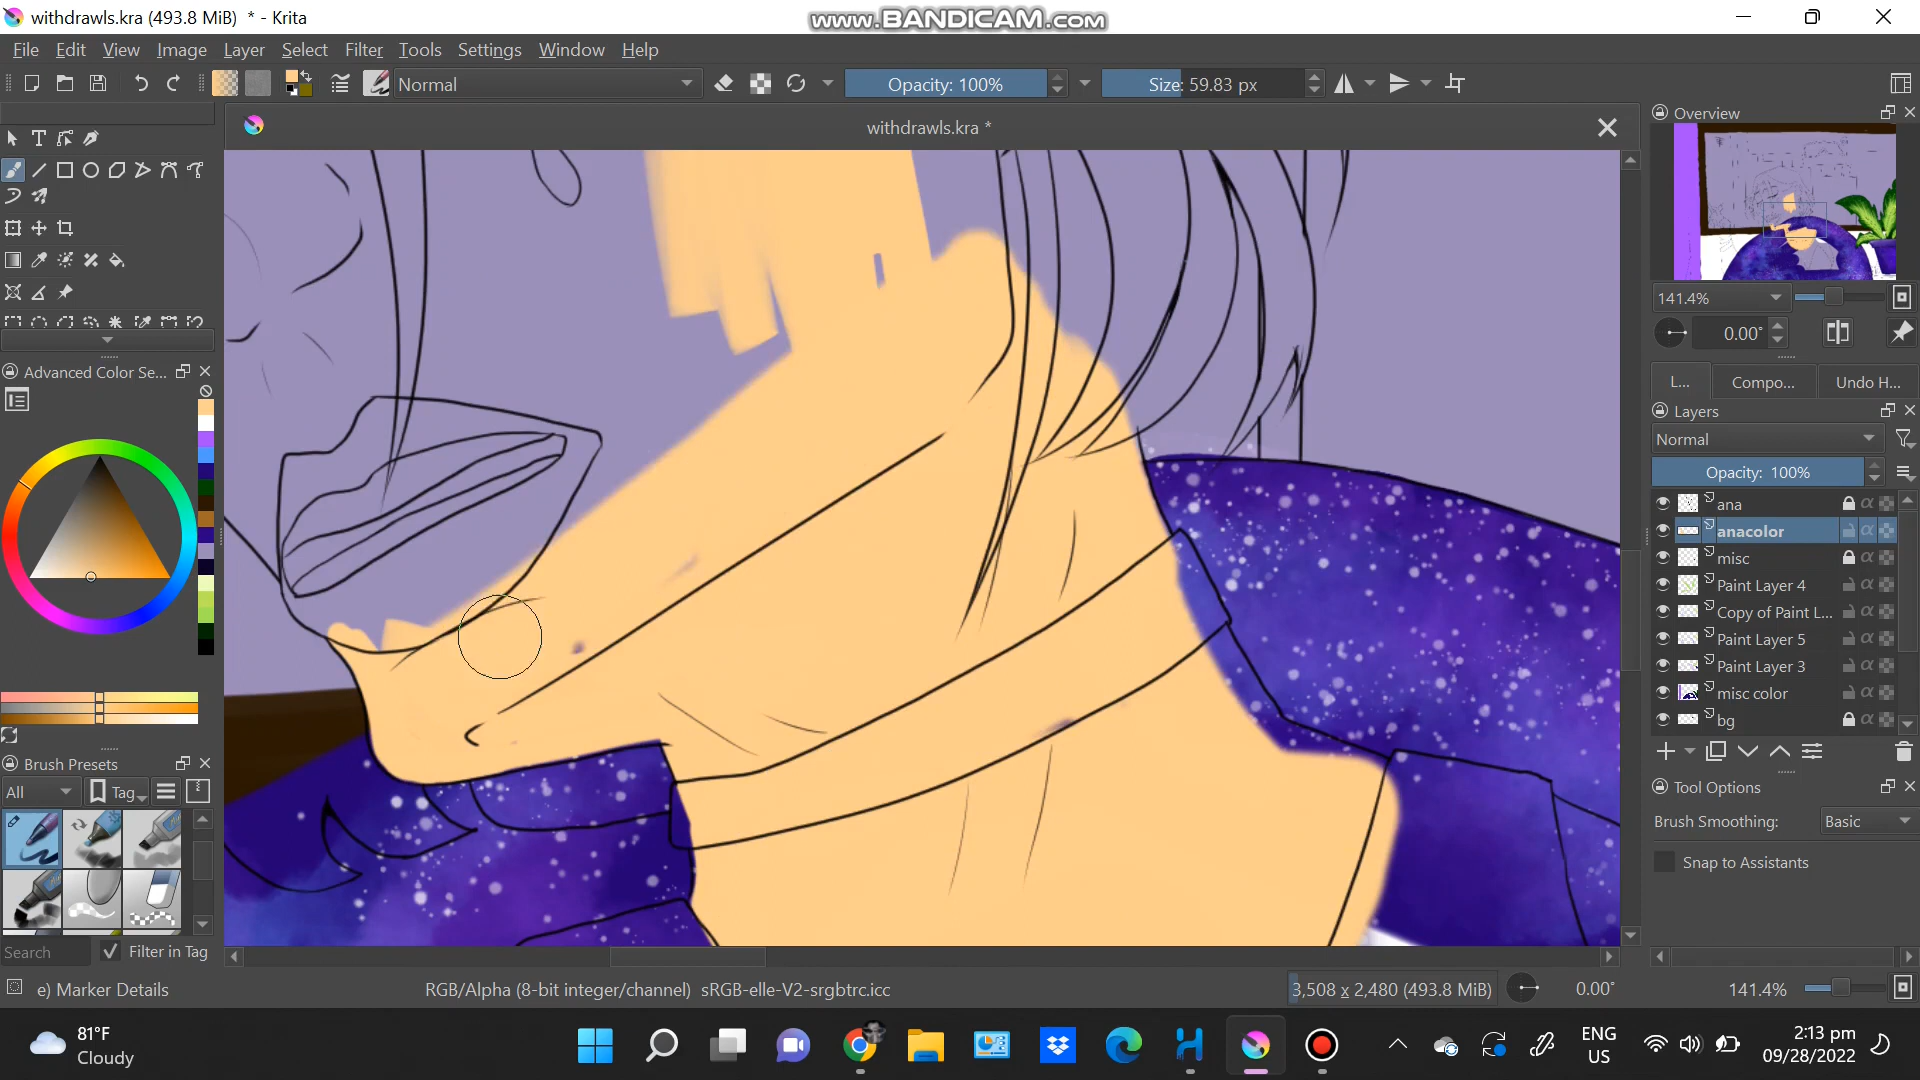 withdrawls.kra (493.8 MiB) * - Krita
www.BANDICAM.com
File Edit View Image Layer Select Filter Tools Settings Window Help
Normal
Opacity: 100%
Size: 59.83 px
withdrawls.kra *
Overview
141.4%
0.00°
L... Compo... Undo H...
Layers
Normal
Opacity: 100%
ana
anacolor
misc
Paint Layer 4
Copy of Paint L...
Paint Layer 5
Paint Layer 3
misc color
bg
Tool Options
Brush Smoothing: Basic
Snap to Assistants
Advanced Color Se...
Brush Presets
All Tag
Search Filter in Tag
e) Marker Details
RGB/Alpha (8-bit integer/channel) sRGB-elle-V2-srgbtrc.icc
3,508 x 2,480 (493.8 MiB)
0.00°
141.4%
81°F
Cloudy
ENG
US
2:13 pm
09/28/2022